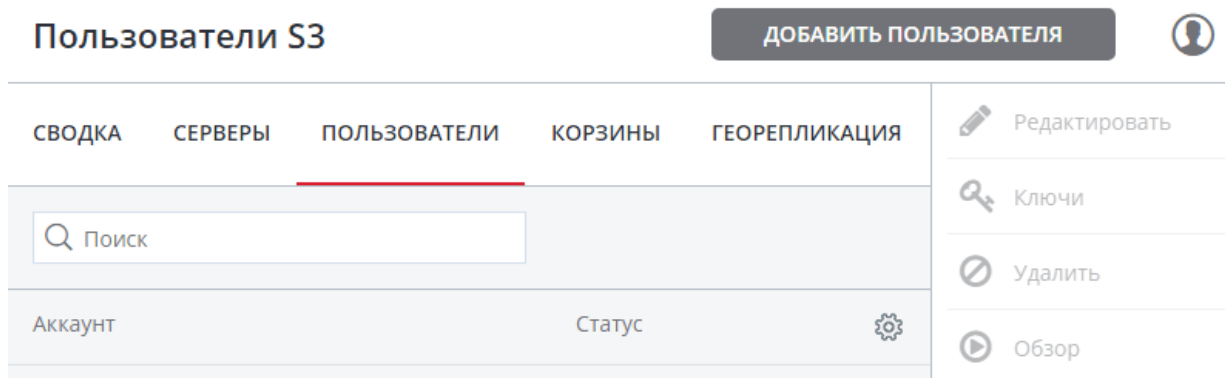 Пользователи S3
ДОБАВИТЬ ПОЛЬЗОВАТЕЛЯ
СВОДКА СЕРВЕРЫ ПОЛЬЗОВАТЕЛИ КОРЗИНЫ ГЕОРЕПЛИКАЦИЯ
Поиск
Аккаунт Статус
Редактировать
Ключи
Удалить
Обзор